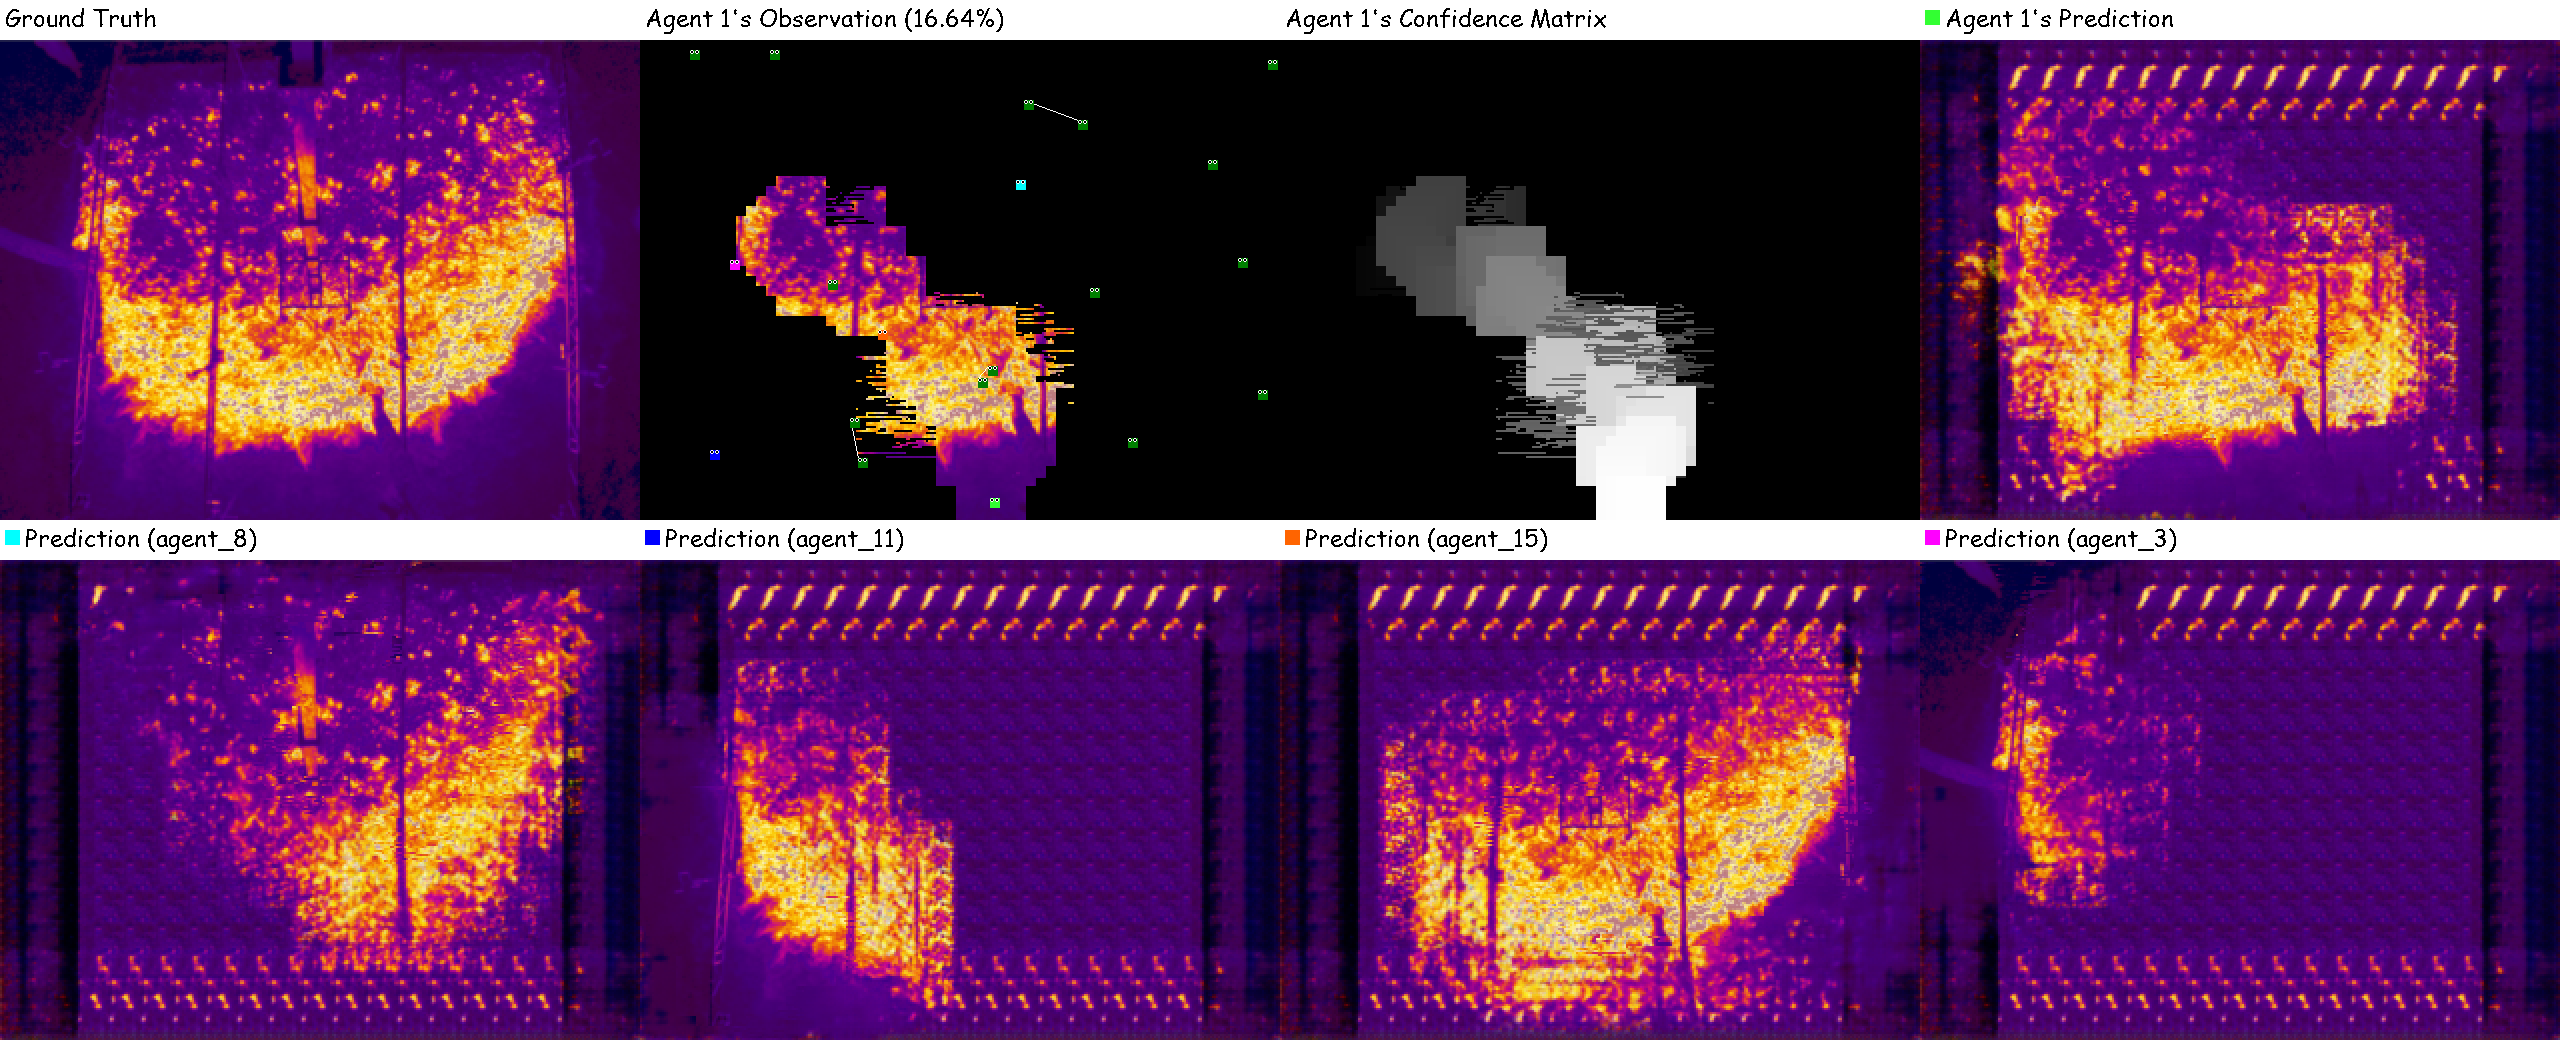 Ground Truth
Agent 1's Observation (16.64%)
Agent 1's Confidence Matrix
Agent 1's Prediction
Prediction (agent_8)
Prediction (agent_11)
Prediction (agent_15)
Prediction (agent_3)